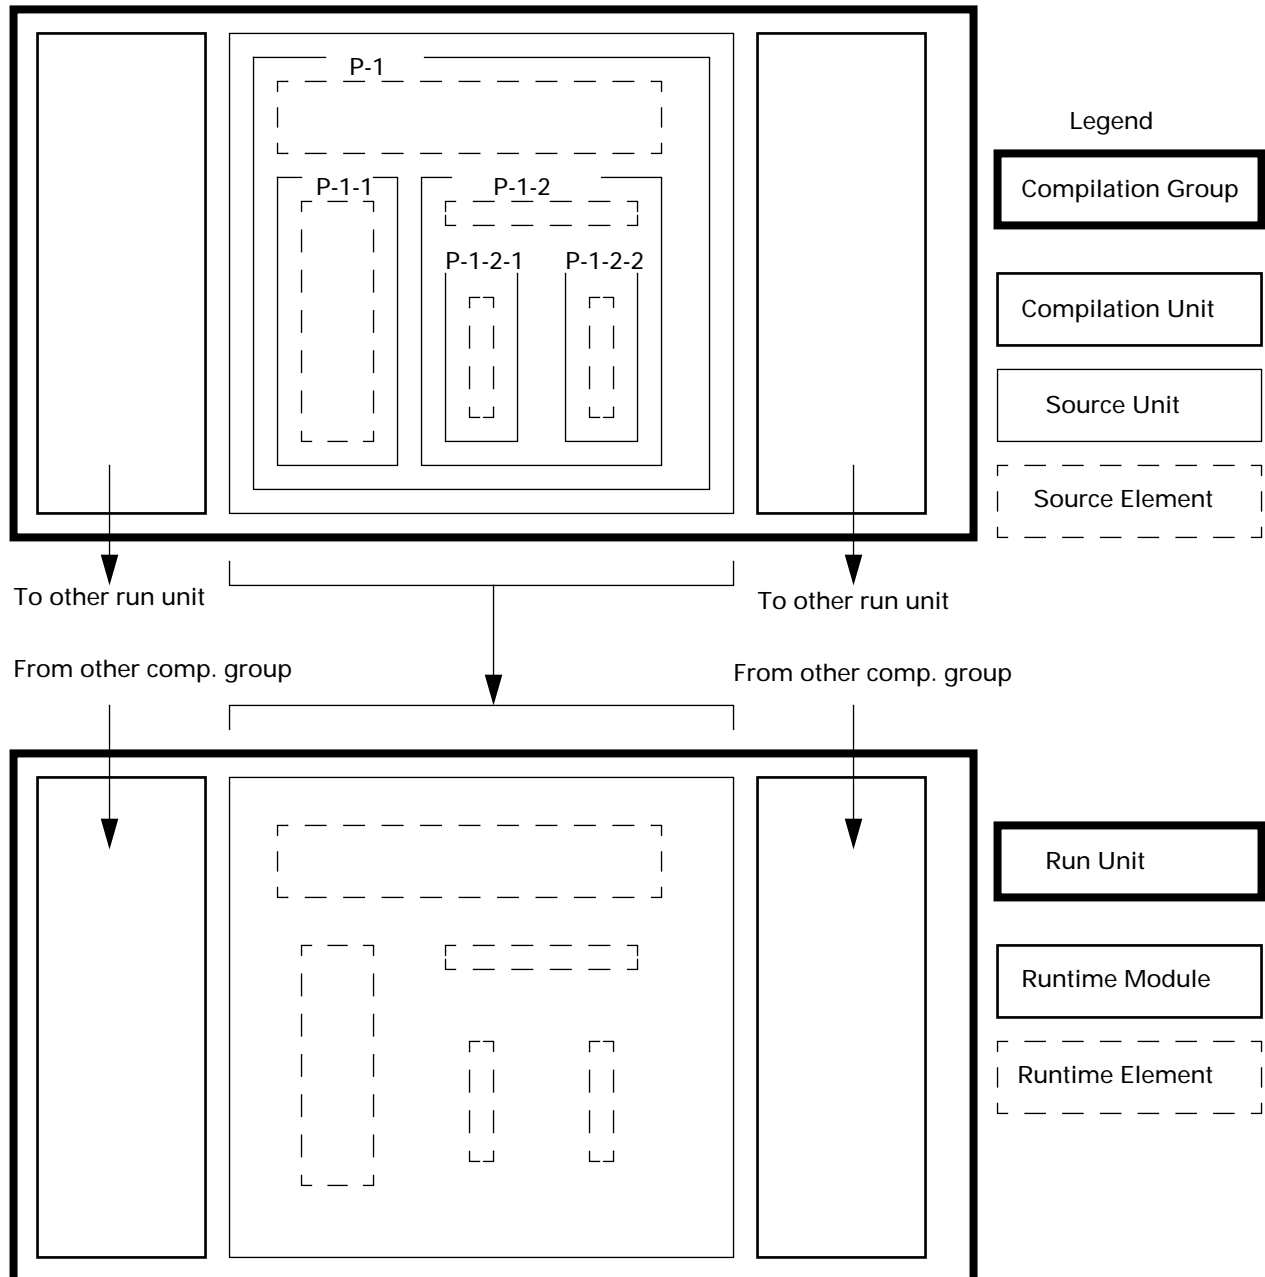 P-1
Legend
P-1-1
P-1-2
Compilation Group
P-1-2-1
P-1-2-2
Compilation Unit
Source Unit
Source Element
To other run unit
To other run unit
From other comp. group
From other comp. group
Run Unit
Runtime Module
Runtime Element